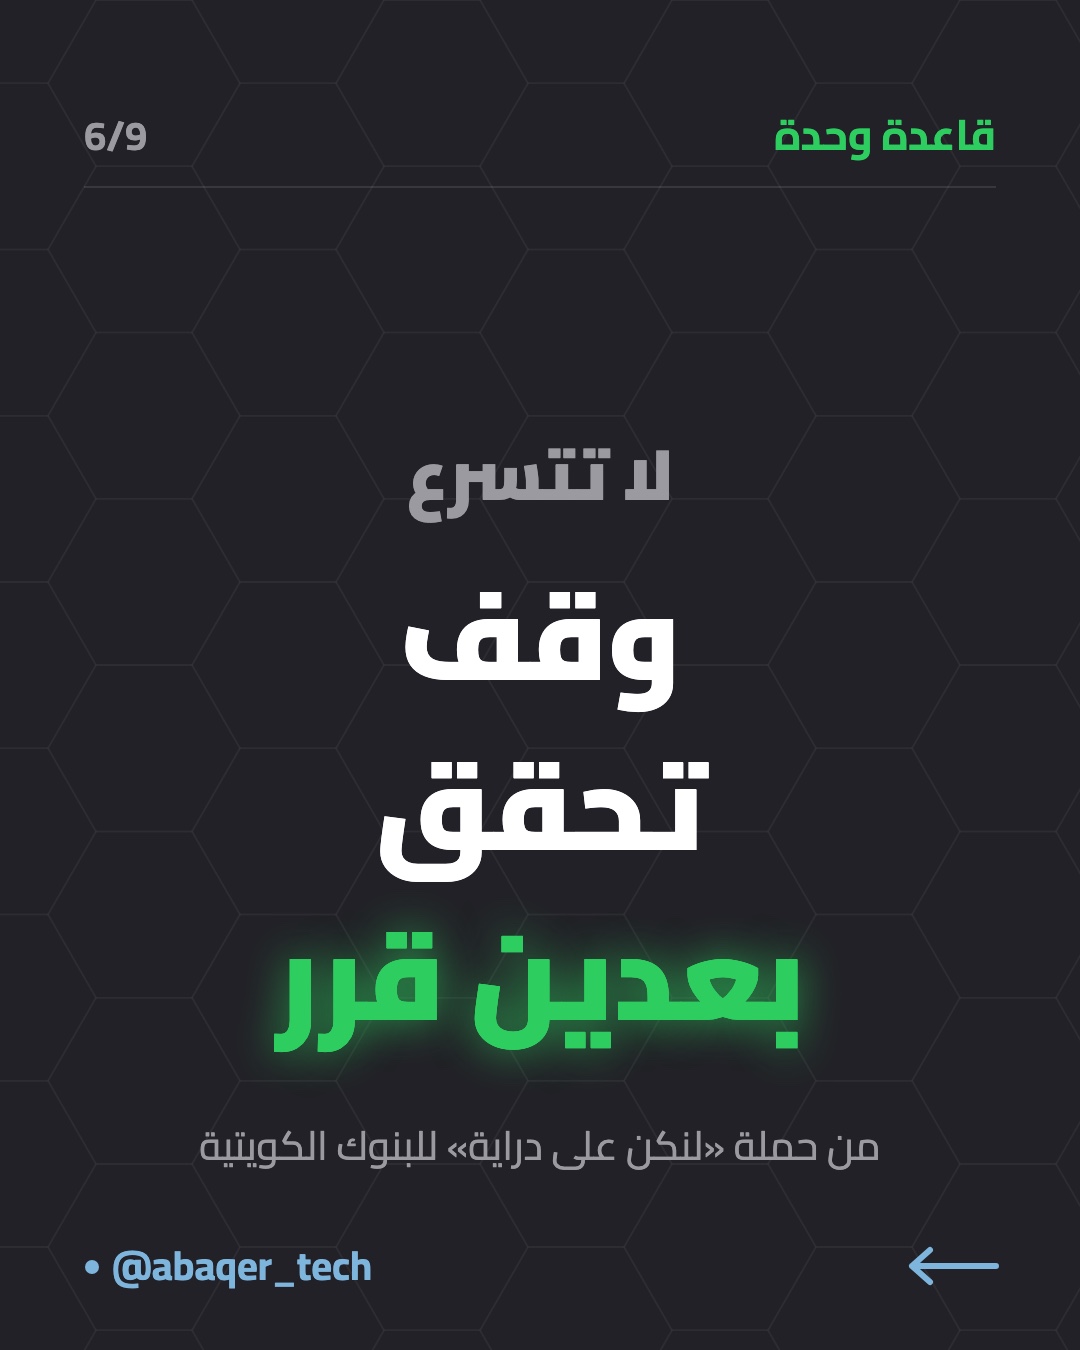 قاعدة وحدة
6/9
لا تتسرع
وقف
تحقق
بعدين قرر
من حملة «لنكن على دراية» للبنوك الكويتية
@abaqer_tech